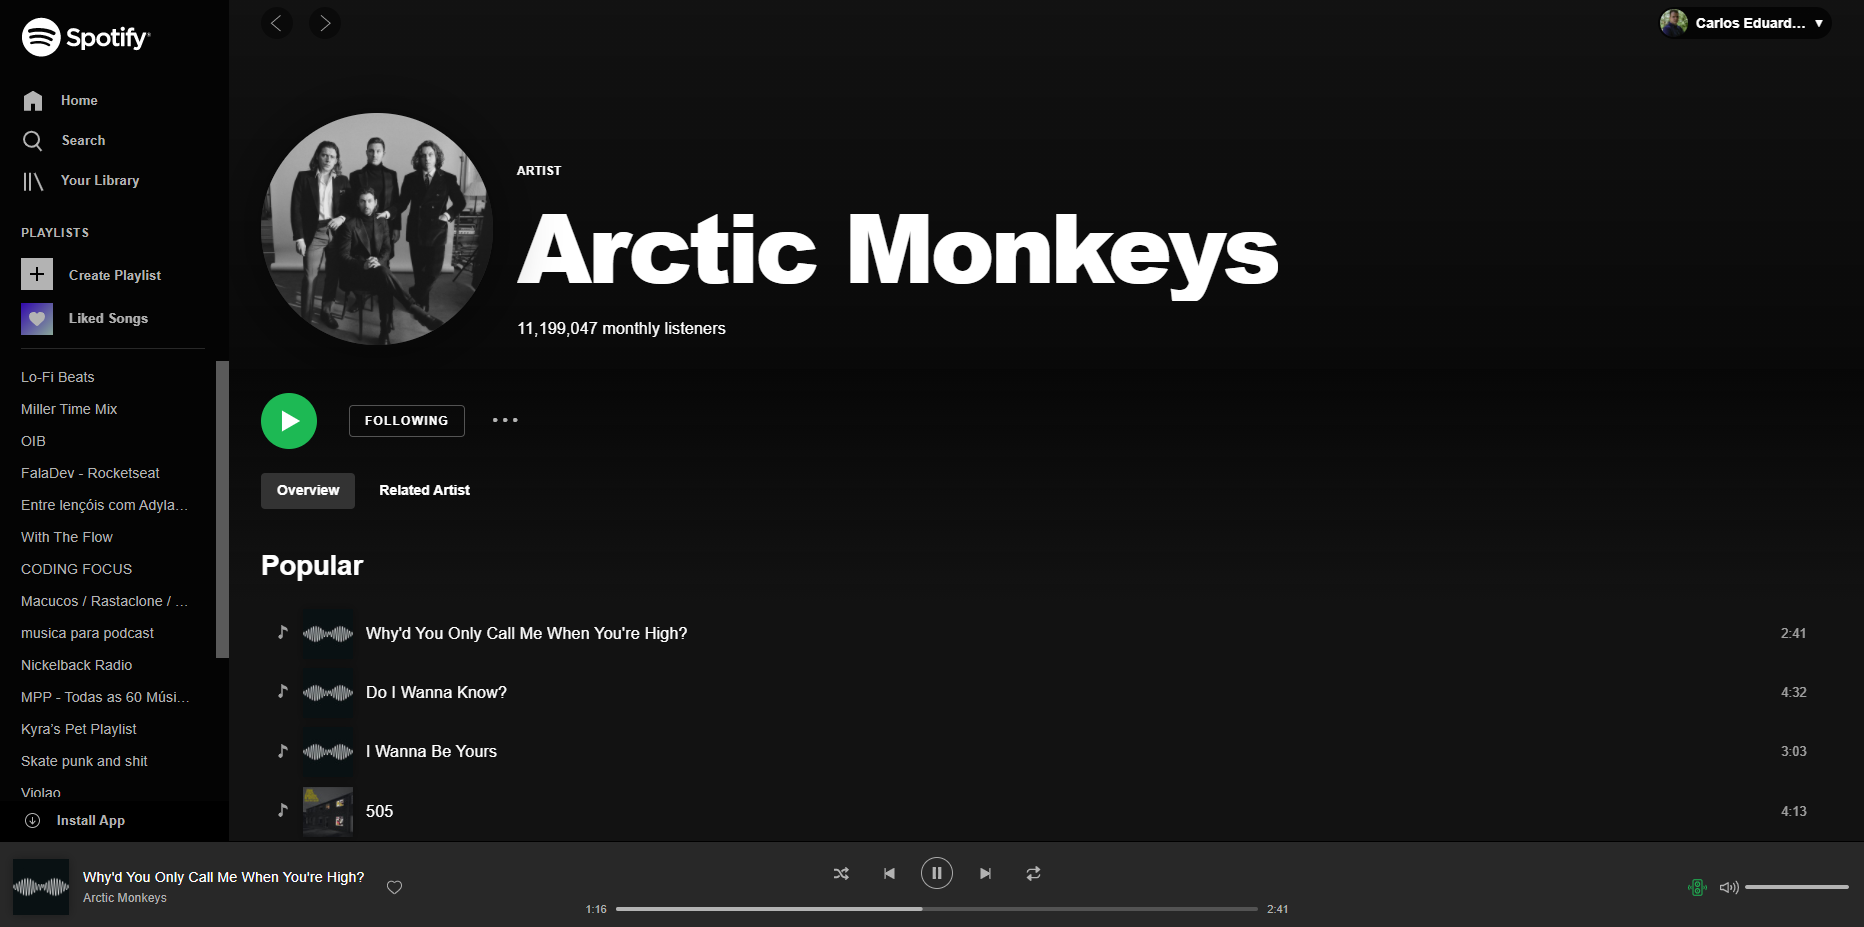 Spotify
Home
Search
Your Library
PLAYLISTS
Create Playlist
Liked Songs
Lo-Fi Beats
Miller Time Mix
OIB
FalaDev - Rocketseat
Entre lençóis com Adyla...
With The Flow
CODING FOCUS
Macucos / Rastaclone / ...
musica para podcast
Nickelback Radio
MPP - Todas as 60 Músi...
Kyra's Pet Playlist
Skate punk and shit
Violao
Install App
Carlos Eduard...
ARTIST
Arctic Monkeys
11,199,047 monthly listeners
FOLLOWING
Overview Related Artist
Popular
Why'd You Only Call Me When You're High? 2:41
Do I Wanna Know? 4:32
I Wanna Be Yours 3:03
505 4:13
Why'd You Only Call Me When You're High?
Arctic Monkeys
1:16 2:41